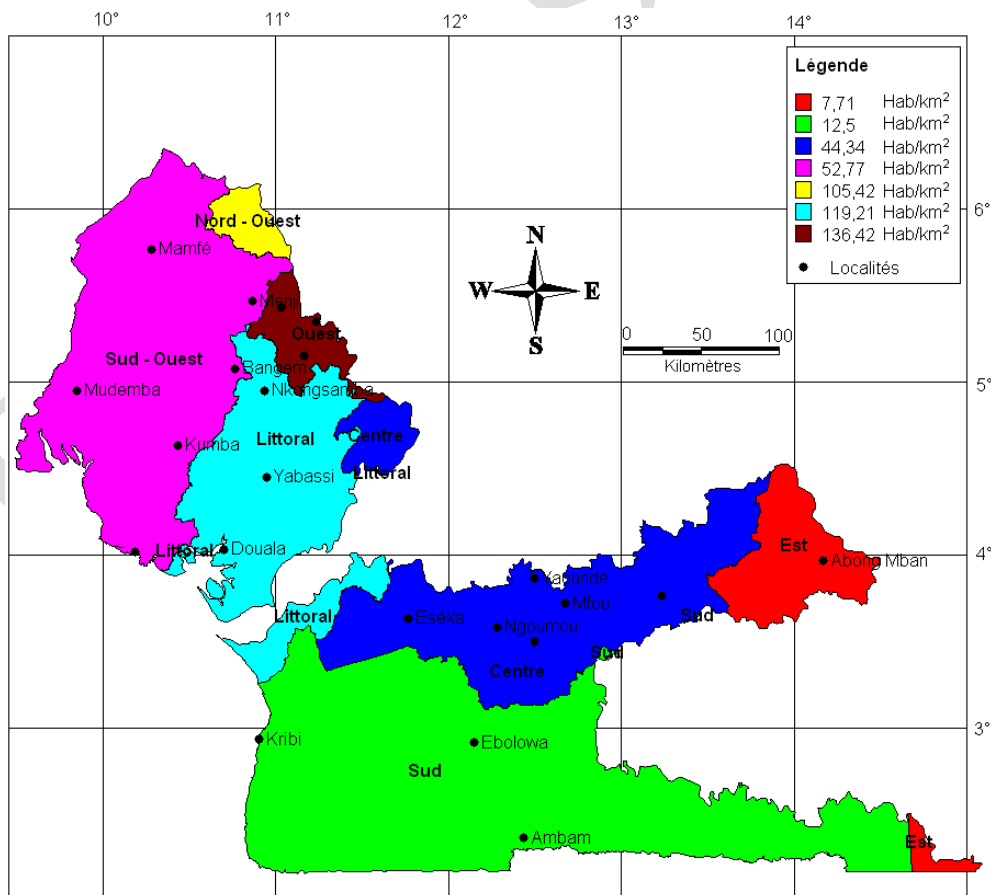 10° 11° 12° 13° 14°
Légende
7,71 Hab/km²
12,5 Hab/km²
44,34 Hab/km²
52,77 Hab/km²
105,42 Hab/km²
119,21 Hab/km²
136,42 Hab/km²
Localités
6°
Nord - Ouest
Mamfé
N
W E
S
Menji
Ouest
0 50 100
Kilomètres
Sud - Ouest
Bangem
5°
Mudemba
Nkongsamba
Centre
Littoral
Kumba
Littoral
Yabassi
Est
Littoral
Douala
4°
Abong Mban
Yaoundé
Mfou
Littoral
Eséka
Sud
Ngoumou
Sud
Centre
3°
Kribi
Ebolowa
Sud
Ambam
Est